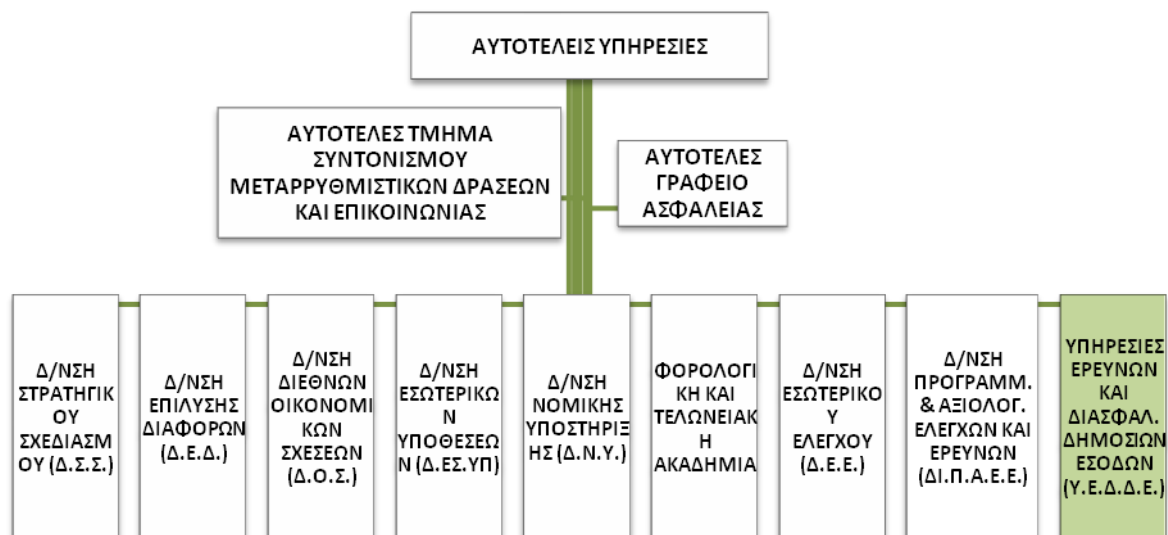 ΑΥΤΟΤΕΛΕΙΣ ΥΠΗΡΕΣΙΕΣ
ΑΥΤΟΤΕΛΕΣ ΤΜΗΜΑ
ΣΥΝΤΟΝΙΣΜΟΥ
ΜΕΤΑΡΡΥΘΜΙΣΤΙΚΩΝ ΔΡΑΣΕΩΝ
ΚΑΙ ΕΠΙΚΟΙΝΩΝΙΑΣ
ΑΥΤΟΤΕΛΕΣ
ΓΡΑΦΕΙΟ
ΑΣΦΑΛΕΙΑΣ
Δ/ΝΣΗ
ΣΤΡΑΤΗΓΙΚ
ΟΥ
ΣΧΕΔΙΑΣΜ
ΟΥ (Δ.Σ.Σ.)
Δ/ΝΣΗ
ΕΠΙΛΥΣΗΣ
ΔΙΑΦΟΡΩΝ
(Δ.Ε.Δ.)
Δ/ΝΣΗ
ΔΙΕΘΝΩΝ
ΟΙΚΟΝΟΜΙ
ΚΩΝ
ΣΧΕΣΕΩΝ
(Δ.Ο.Σ.)
Δ/ΝΣΗ
ΕΣΩΤΕΡΙΚΩ
Ν
ΥΠΟΘΕΣΕΩ
Ν (Δ.ΕΣ.ΥΠ)
Δ/ΝΣΗ
ΝΟΜΙΚΗΣ
ΥΠΟΣΤΗΡΙΞ
ΗΣ (Δ.Ν.Υ.)
ΦΟΡΟΛΟΓΙ
ΚΗ ΚΑΙ
ΤΕΛΩΝΕΙΑΚ
Η
ΑΚΑΔΗΜΙΑ
Δ/ΝΣΗ
ΕΣΩΤΕΡΙΚΟ
Υ
ΕΛΕΓΧΟΥ
(Δ.Ε.Ε.)
Δ/ΝΣΗ
ΠΡΟΓΡΑΜΜ.
& ΑΞΙΟΛΟΓ.
ΕΛΕΓΧΩΝ ΚΑΙ
ΕΡΕΥΝΩΝ
(ΔΙ.Π.Α.Ε.Ε.)
ΥΠΗΡΕΣΙΕΣ
ΕΡΕΥΝΩΝ
ΚΑΙ
ΔΙΑΣΦΑΛ.
ΔΗΜΟΣΙΩΝ
ΕΣΟΔΩΝ
(Υ.Ε.Δ.Δ.Ε.)